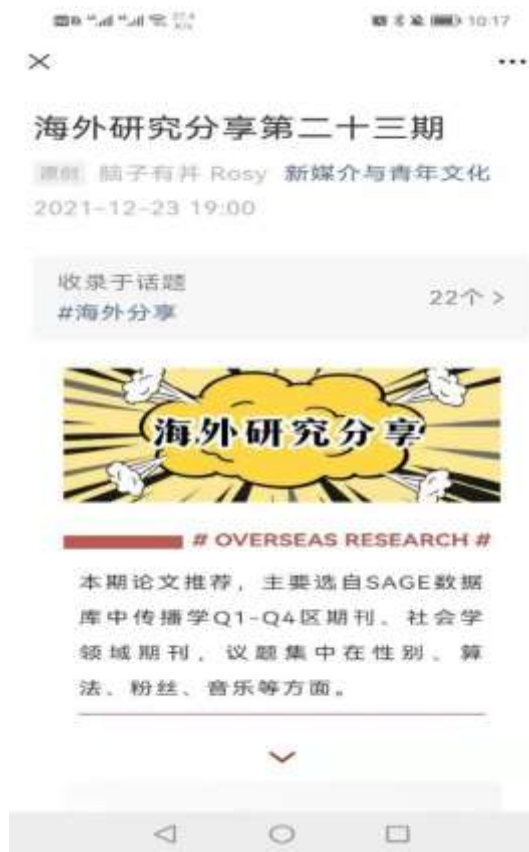 10:17
海外研究分享第二十三期
原创 脑子有井 Rosy 新媒介与青年文化
2021-12-23 19:00
收录于话题
#海外分享
22个 >
海外研究分享
# OVERSEAS RESEARCH #
本期论文推荐，主要选自SAGE数据
库中传播学Q1-Q4区期刊、社会学
领域期刊，议题集中在性别、算
法、粉丝、音乐等方面。